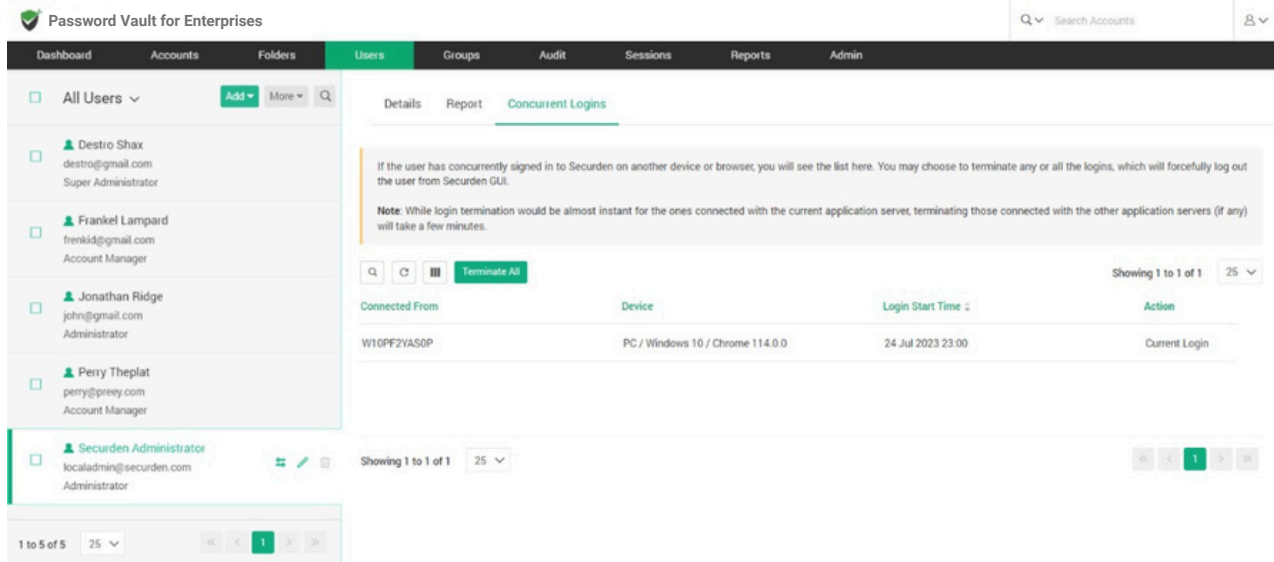 Password Vault for Enterprises
Search Accounts
Dashboard Accounts Folders Users Groups Audit Sessions Reports Admin
All Users Add More
Destro Shax
destro@gmail.com
Super Administrator
Frankel Lampard
frenkid@gmail.com
Account Manager
Jonathan Ridge
john@gmail.com
Administrator
Perry Theplat
perry@preey.com
Account Manager
Securden Administrator
localadmin@securden.com
Administrator
1 to 5 of 5 25 « < 1 > »
Details Report Concurrent Logins
If the user has concurrently signed in to Securden on another device or browser, you will see the list here. You may choose to terminate any or all the logins, which will forcefully log out
the user from Securden GUI.
Note: While login termination would be almost instant for the ones connected with the current application server, terminating those connected with the other application servers (if any)
will take a few minutes.
Terminate All Showing 1 to 1 of 1 25
Connected From Device Login Start Time Action
W10PF2YAS0P PC / Windows 10 / Chrome 114.0.0 24 Jul 2023 23:00 Current Login
Showing 1 to 1 of 1 25 « < 1 > »